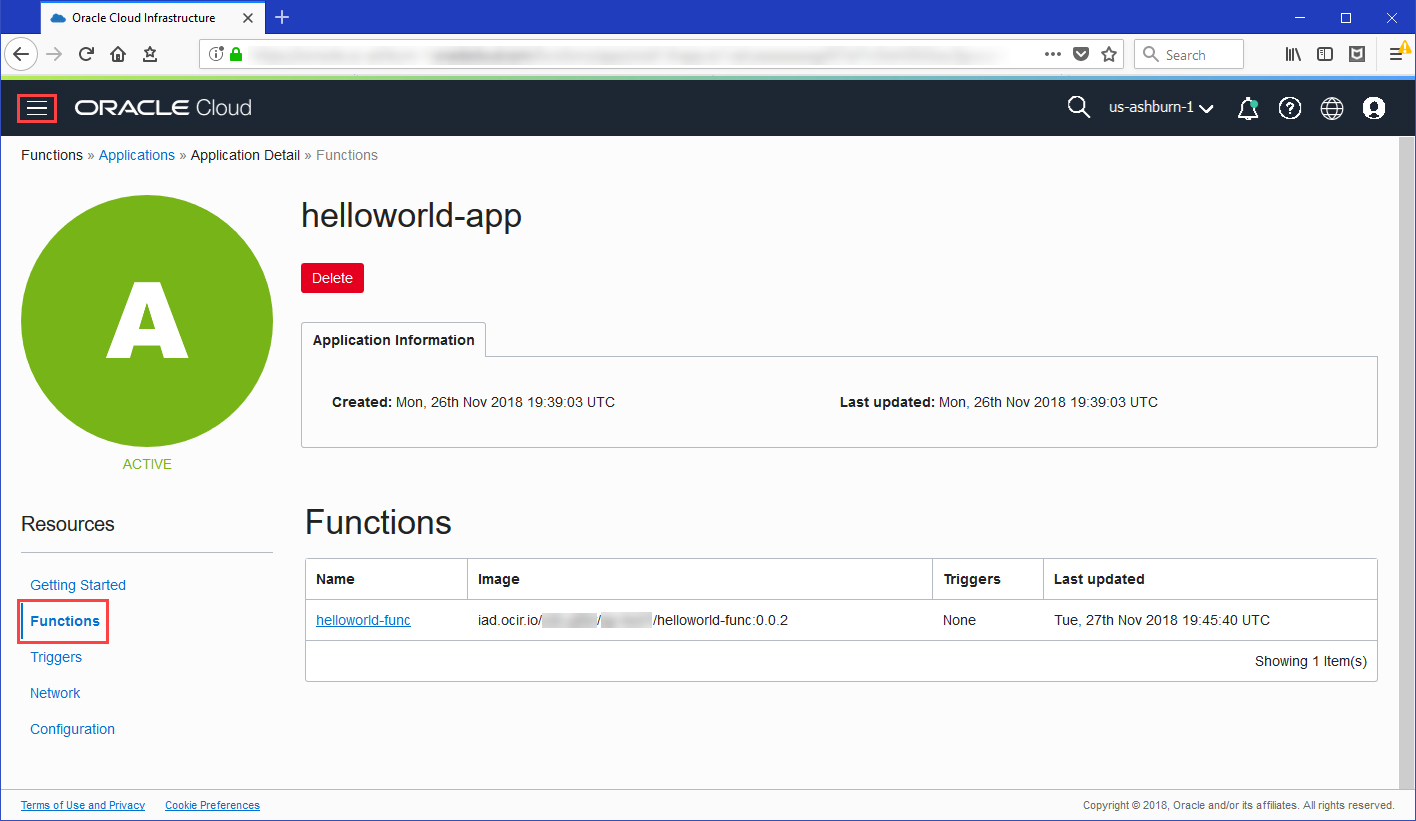 Oracle Cloud Infrastructure
Search
ORACLE Cloud us-ashburn-1
Functions » Applications » Application Detail » Functions
A
ACTIVE
helloworld-app
Delete
Application Information
Created: Mon, 26th Nov 2018 19:39:03 UTC Last updated: Mon, 26th Nov 2018 19:39:03 UTC
Resources
Getting Started
Functions
Triggers
Network
Configuration
Functions
Name Image Triggers Last updated
helloworld-func iad.ocir.io/ / /helloworld-func:0.0.2 None Tue, 27th Nov 2018 19:45:40 UTC
Showing 1 Item(s)
Terms of Use and Privacy Cookie Preferences Copyright © 2018, Oracle and/or its affiliates. All rights reserved.